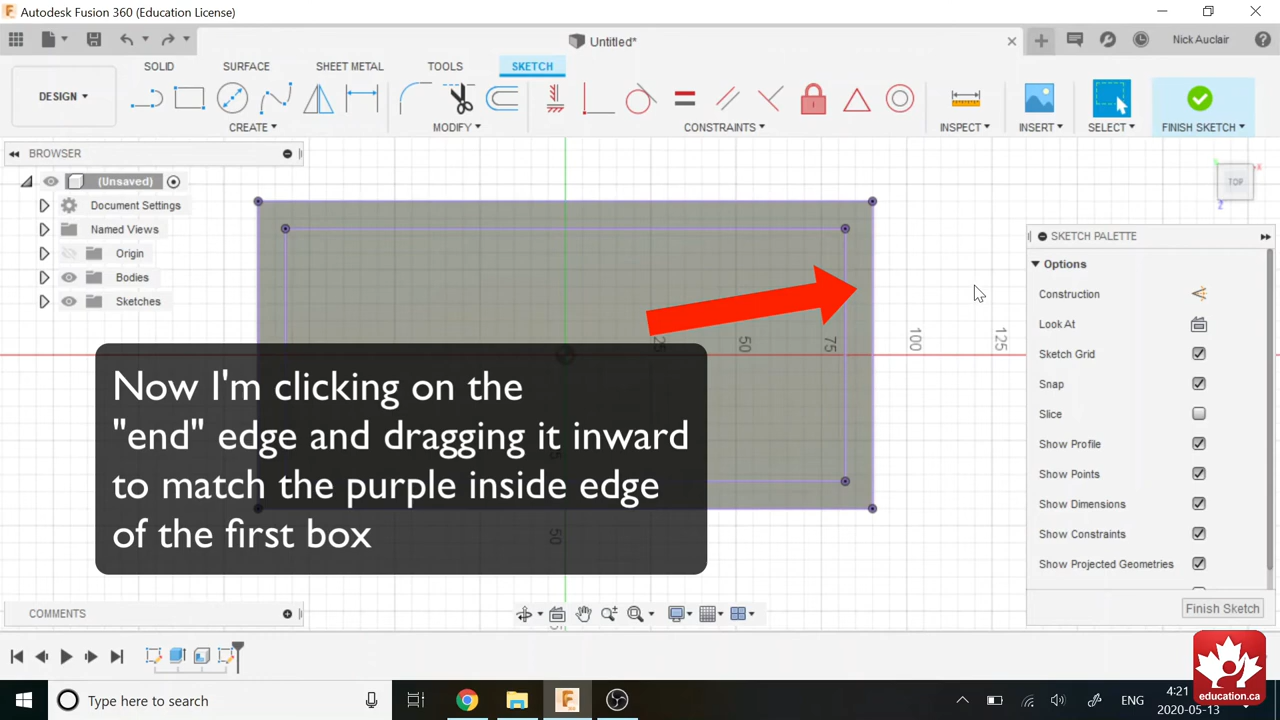 Autodesk Fusion 360 (Education License)
Untitled*
Nick Auclair
SOLID
SURFACE
SHEET METAL
TOOLS
SKETCH
DESIGN
CREATE
MODIFY
CONSTRAINTS
INSPECT
INSERT
SELECT
FINISH SKETCH
BROWSER
(Unsaved)
Document Settings
Named Views
Origin
Bodies
Sketches
TOP
X
Z
SKETCH PALETTE
Options
Construction
Look At
Sketch Grid
Snap
Slice
Show Profile
Show Points
Show Dimensions
Show Constraints
Show Projected Geometries
Finish Sketch
25
50
75
100
125
50
Now I'm clicking on the
"end" edge and dragging it inward
to match the purple inside edge
of the first box
COMMENTS
Type here to search
ENG
4:21
2020-05-13
education.ca